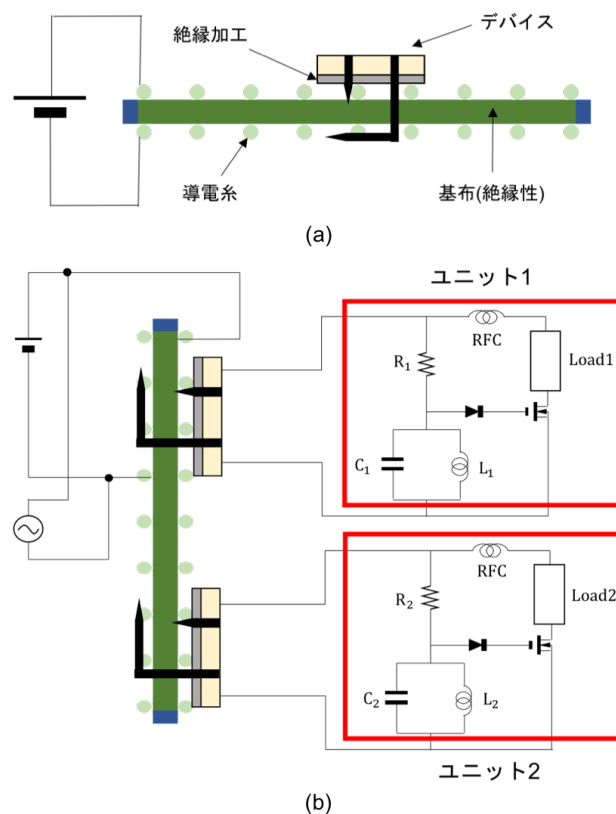 絶縁加工
デバイス
導電糸
基布(絶縁性)
(a)
ユニット1
RFC
R₁
Load1
C₁
L₁
RFC
R₂
Load2
C₂
L₂
ユニット2
(b)